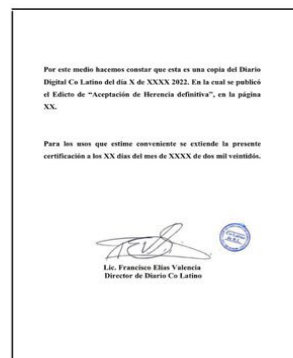 Por este medio hacemos constar que esta es una copia del Diario
Digital Co Latino del día X de XXXX 2022. En la cual se publicó
el Edicto de “Aceptación de Herencia definitiva”, en la página
XX.
Para los usos que estime conveniente se extiende la presente
certificación a los XX días del mes de XXXX de dos mil veintidós.
Lic. Francisco Elías Valencia
Director de Diario Co Latino